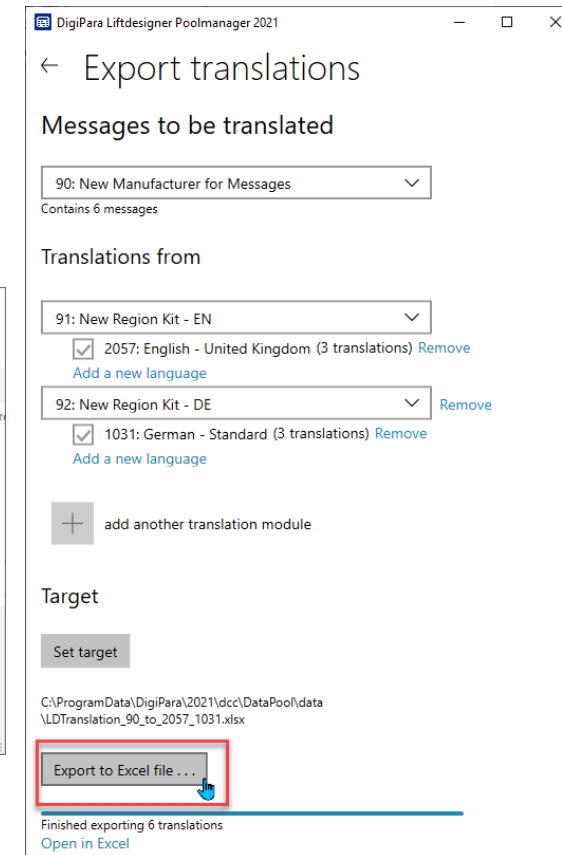 DigiPara Liftdesigner Poolmanager 2021
Export translations
Messages to be translated
90: New Manufacturer for Messages
Contains 6 messages
Translations from
91: New Region Kit - EN
2057: English - United Kingdom (3 translations) Remove
Add a new language
92: New Region Kit - DE
Remove
1031: German - Standard (3 translations) Remove
Add a new language
add another translation module
Target
Set target
C:\ProgramData\DigiPara\2021\dcc\DataPool\data
\LDTranslation_90_to_2057_1031.xlsx
Export to Excel file . . .
Finished exporting 6 translations
Open in Excel